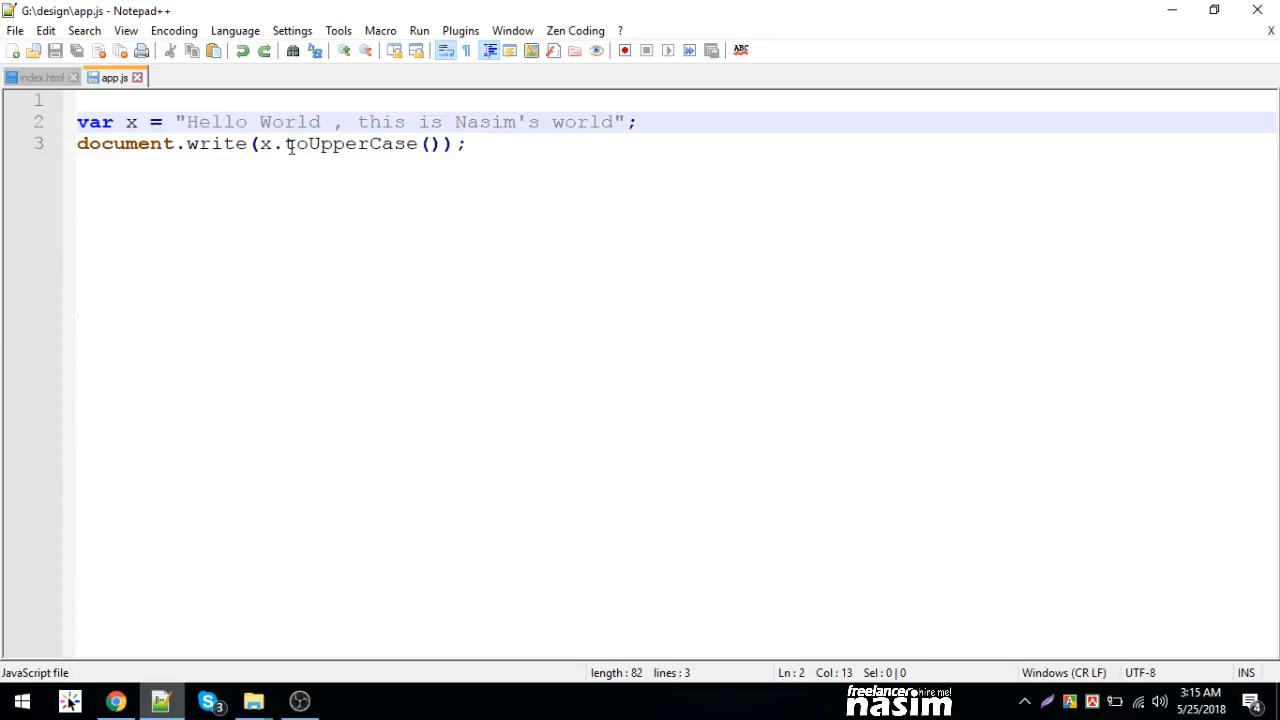 G:\design\app.js - Notepad++
File Edit Search View Encoding Language Settings Tools Macro Run Plugins Window Zen Coding ? X
ABC
index.html app.js
1
2 var x = "Hello World , this is Nasim's world";
3 document.write(x.toUpperCase());
JavaScript file length : 82 lines : 3 Ln : 2 Col : 13 Sel : 0 | 0 Windows (CR LF) UTF-8 INS
3
freelancer hire me!
nasim
3:15 AM
5/25/2018
4